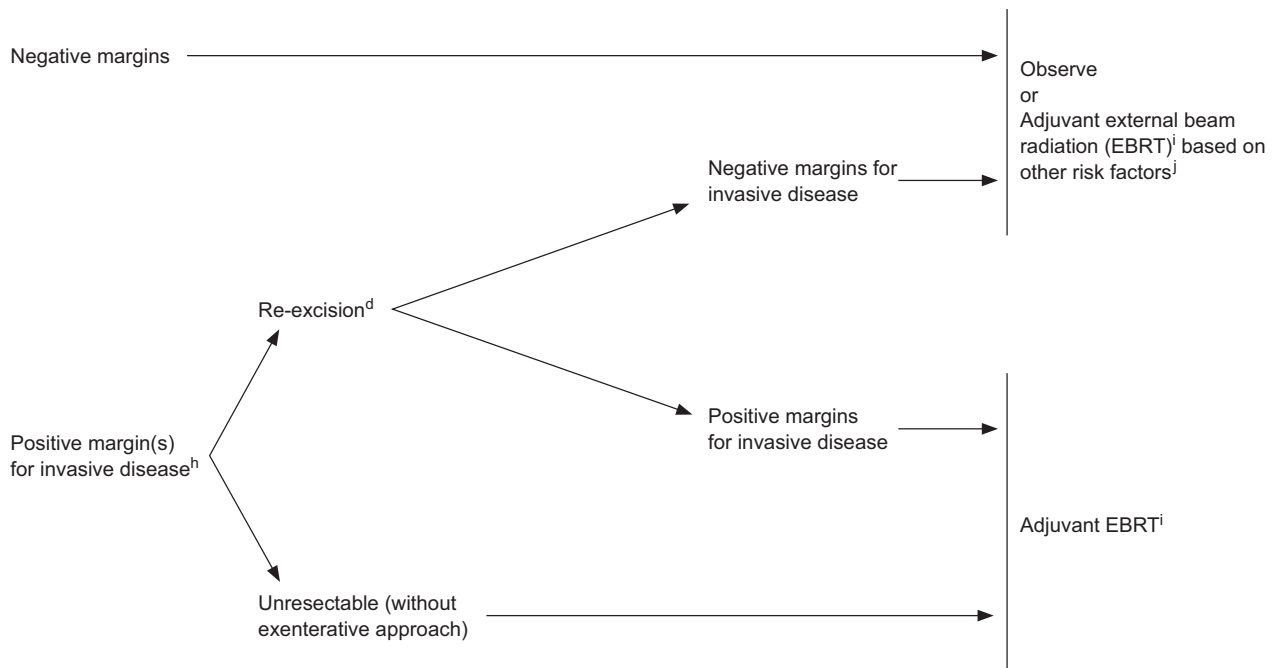 Negative margins
Observe
or
Adjuvant external beam
radiation (EBRT)ⁱ based on
other risk factorsʲ
Negative margins for
invasive disease
Re-excisionᵈ
Positive margins
for invasive disease
Positive margin(s)
for invasive diseaseʰ
Adjuvant EBRTⁱ
Unresectable (without
exenterative approach)